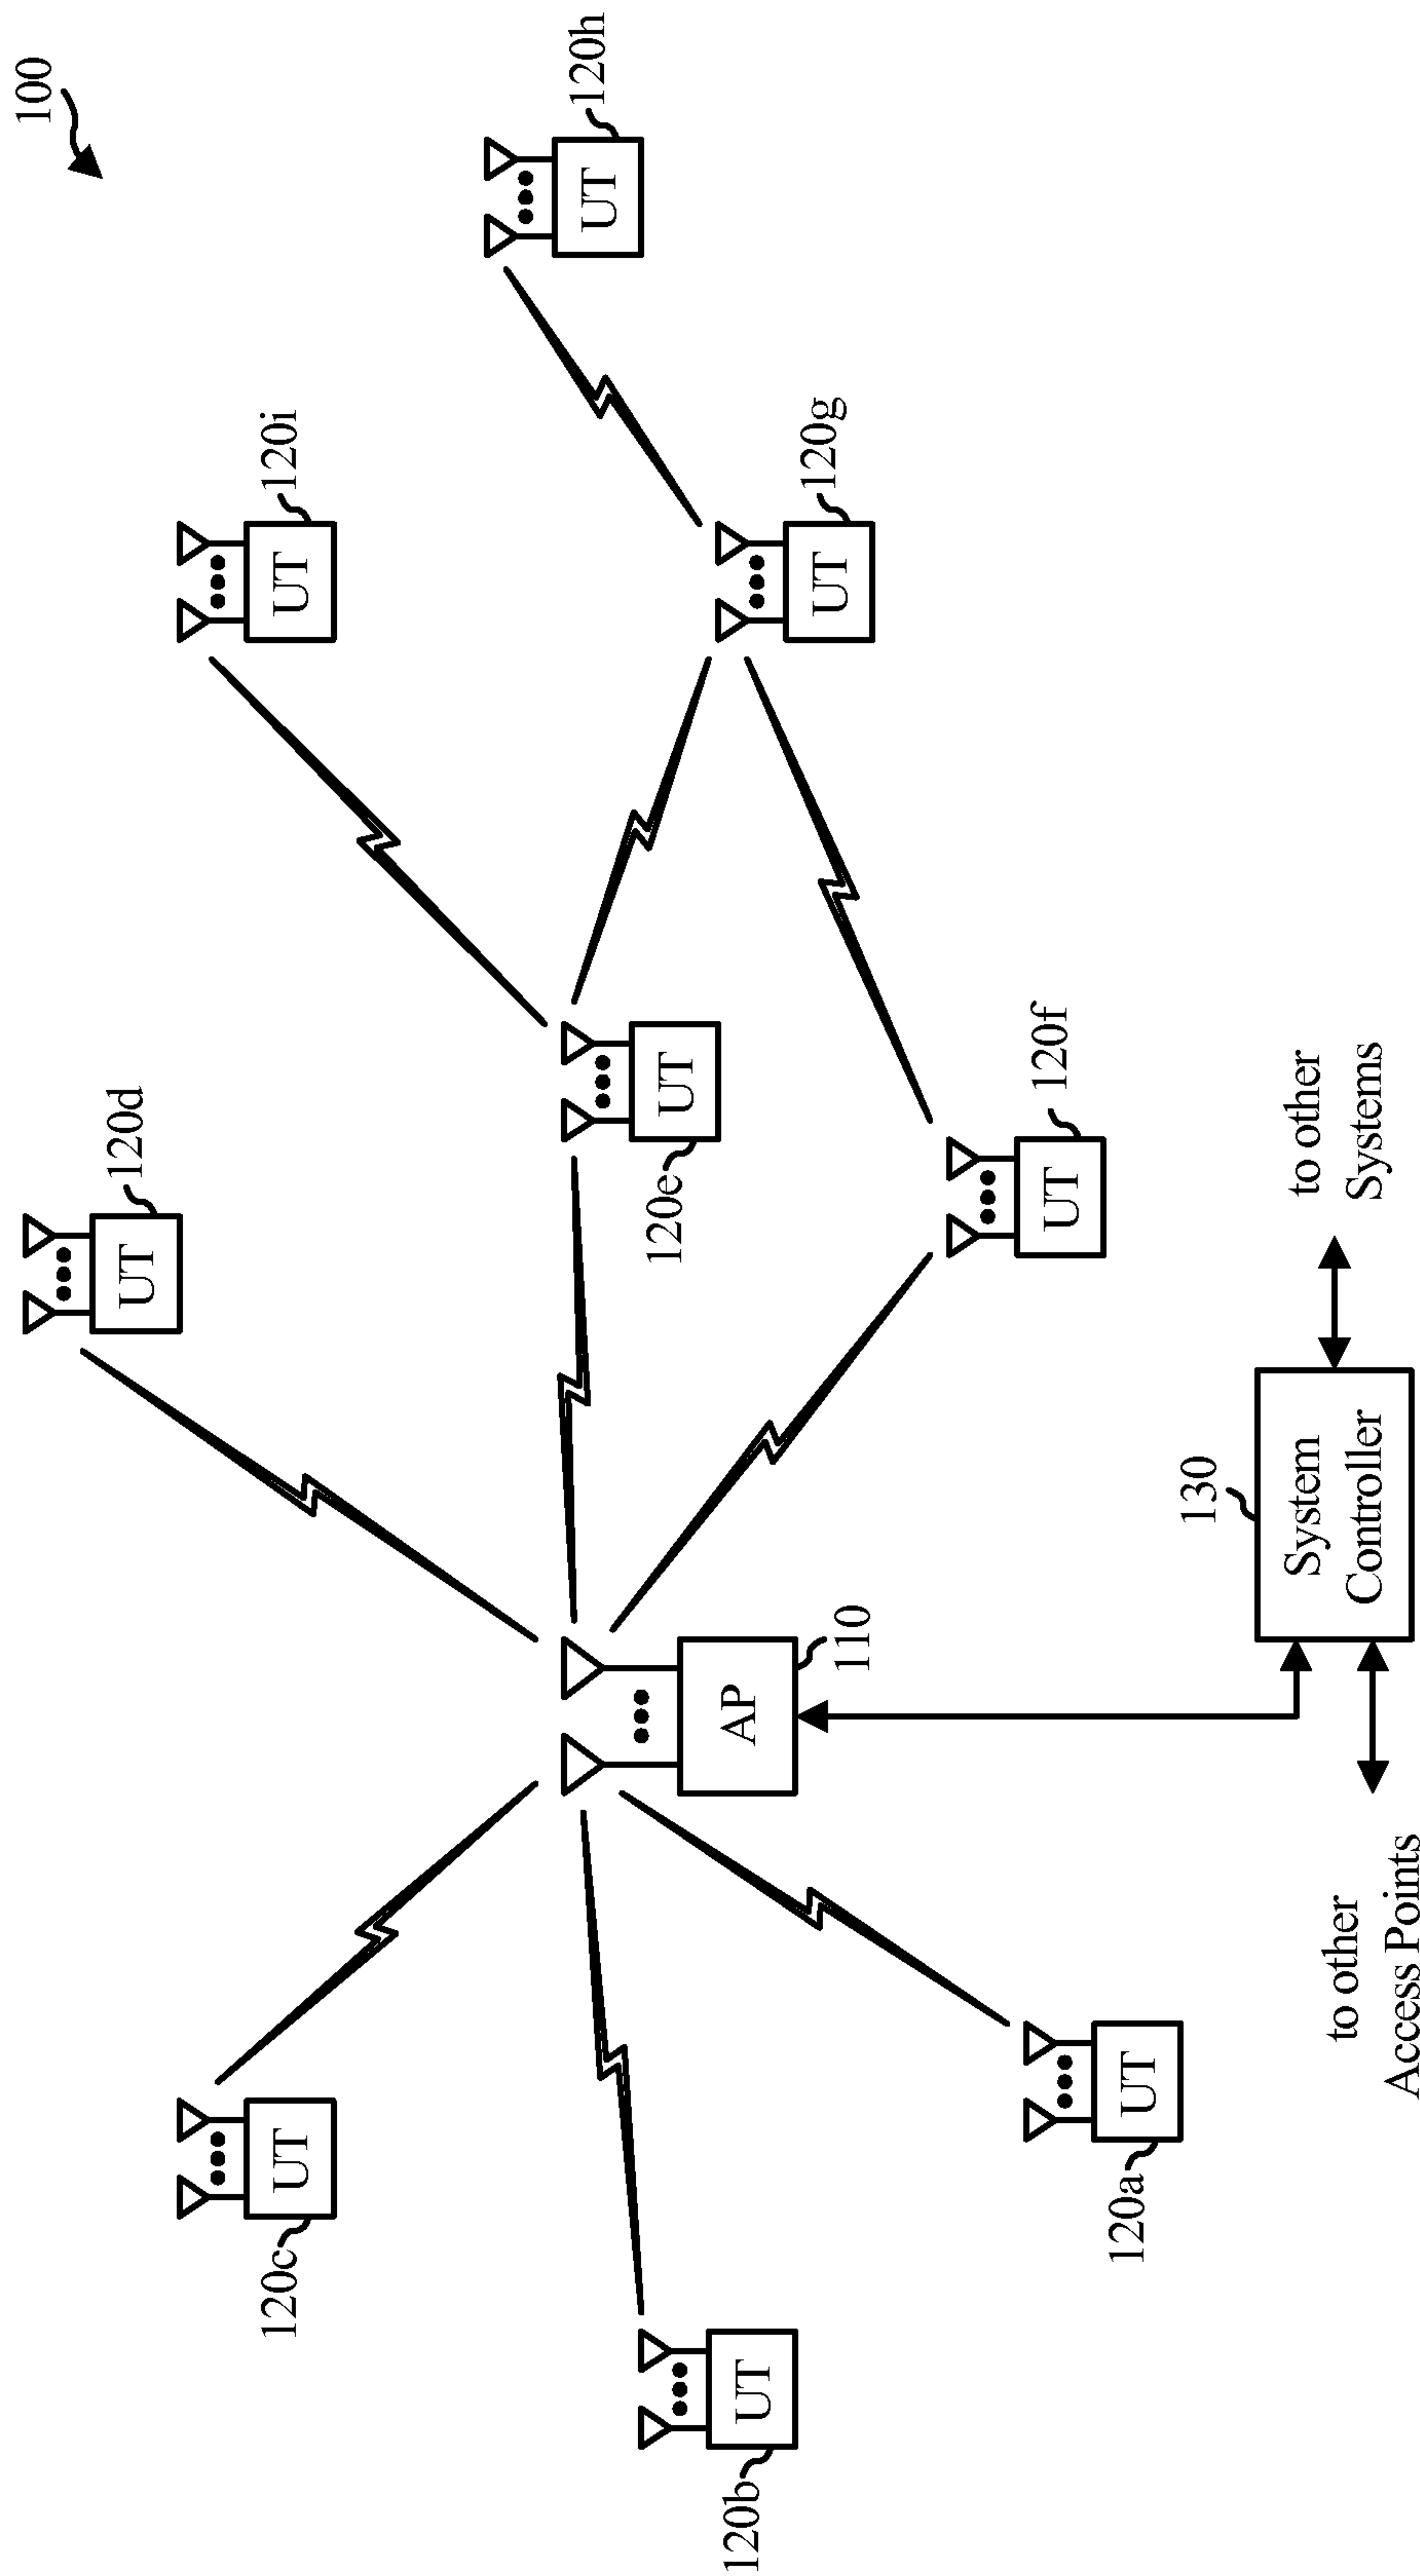 100
120d
UT
120i
UT
120c
UT
120h
UT
120e
UT
120b
UT
AP
110
120g
UT
120f
UT
120a
UT
130
System
Controller
to other
Systems
to other
Access Points